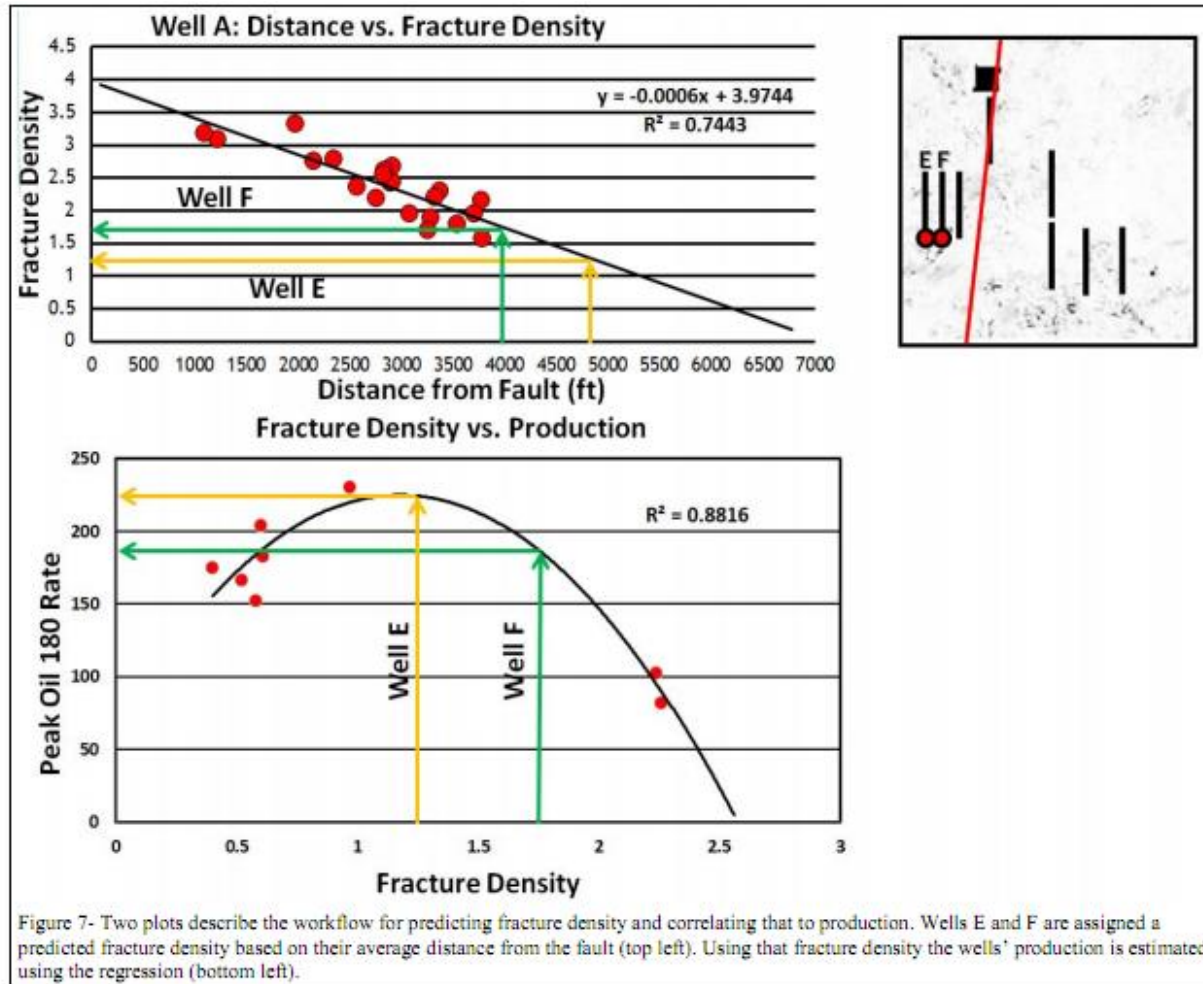 Well A: Distance vs. Fracture Density
4.5
4
3.5
3
2.5
2
1.5
1
0.5
0
Fracture Density
y = -0.0006x + 3.9744
R² = 0.7443
Well F
Well E
0 500 1000 1500 2000 2500 3000 3500 4000 4500 5000 5500 6000 6500 7000
Distance from Fault (ft)
E F
Fracture Density vs. Production
250
200
150
100
50
0
Peak Oil 180 Rate
R² = 0.8816
Well E
Well F
0 0.5 1 1.5 2 2.5 3
Fracture Density
Figure 7- Two plots describe the workflow for predicting fracture density and correlating that to production. Wells E and F are assigned a
predicted fracture density based on their average distance from the fault (top left). Using that fracture density the wells' production is estimated
using the regression (bottom left).